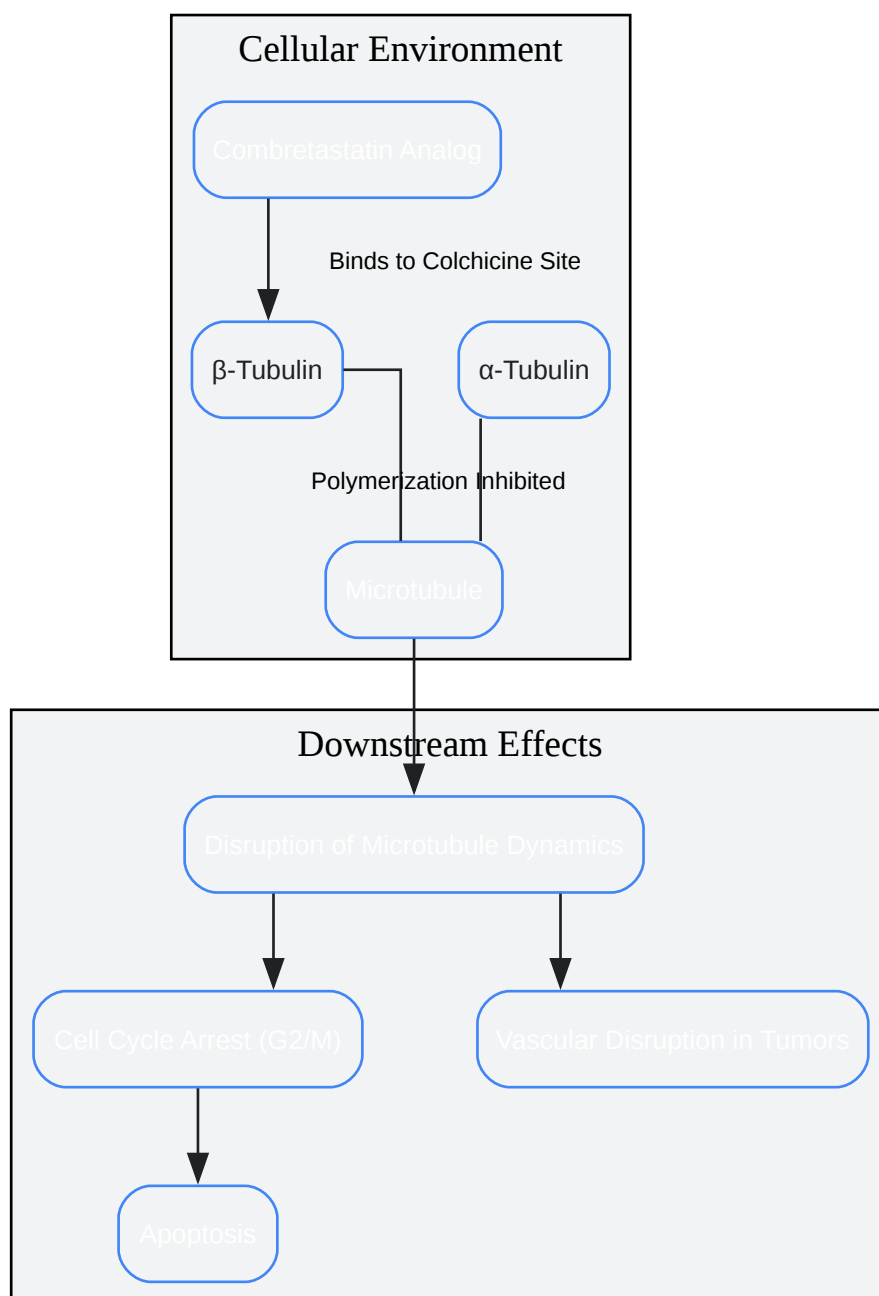 Cellular Environment
Combretastatin Analog
Binds to Colchicine Site
β-Tubulin
α-Tubulin
Polymerization Inhibited
Microtubule
Downstream Effects
Disruption of Microtubule Dynamics
Cell Cycle Arrest (G2/M)
Vascular Disruption in Tumors
Apoptosis